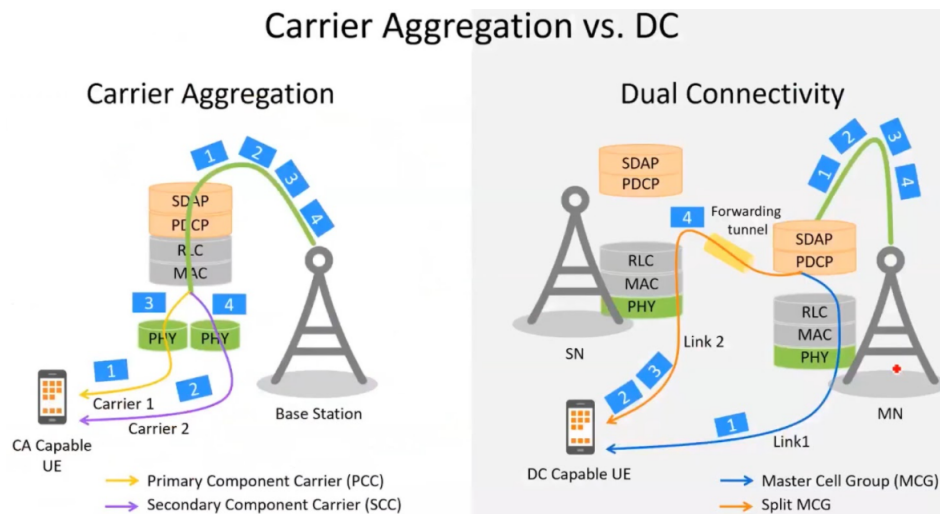 Carrier Aggregation vs. DC
Carrier Aggregation
1
2
3
4
SDAP
PDCP
RLC
MAC
3
4
PHY
PHY
1
2
Carrier 1
Carrier 2
Base Station
CA Capable
UE
Primary Component Carrier (PCC)
Secondary Component Carrier (SCC)
Dual Connectivity
SDAP
PDCP
4
Forwarding
tunnel
1
2
3
4
SDAP
PDCP
RLC
MAC
PHY
RLC
MAC
PHY
SN
Link 2
MN
2
3
1
Link1
DC Capable UE
Master Cell Group (MCG)
Split MCG